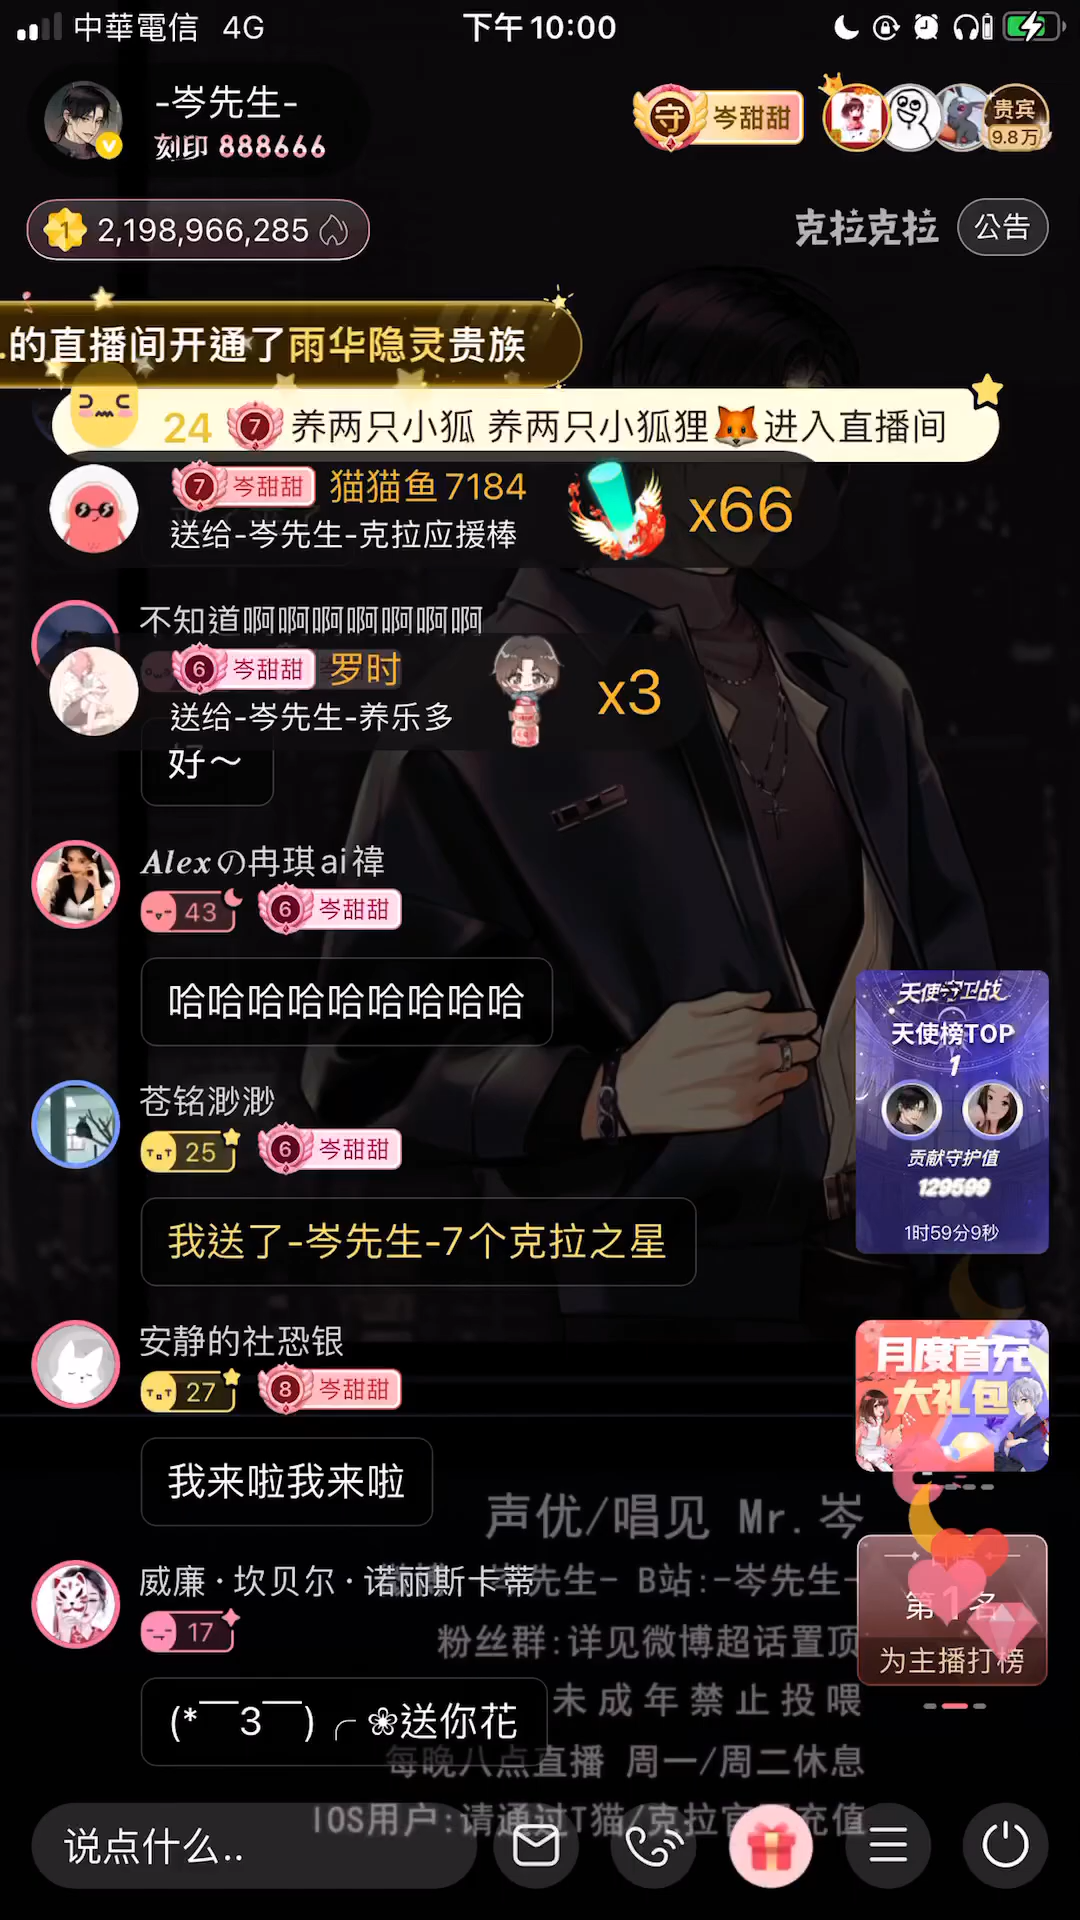 中華電信 4G 下午10:00
-岑先生-
刻印 888666
守 岑甜甜
贵宾
9.8万
1 2,198,966,285
克拉克拉 公告
.的直播间开通了雨华隐灵贵族
24 7 养两只小狐 养两只小狐狸🦊进入直播间
7 岑甜甜 猫猫鱼7184
送给-岑先生-克拉应援棒
x66
不知道啊啊啊啊啊啊啊
6 岑甜甜 罗时
送给-岑先生-养乐多
x3
好～
Alexの冉琪ai禕
43 6 岑甜甜
哈哈哈哈哈哈哈哈哈
天使守卫战
天使榜TOP
1
贡献守护值
129599
1时59分9秒
苍铭渺渺
25 6 岑甜甜
我送了-岑先生-7个克拉之星
安静的社恐银
27 8 岑甜甜
我来啦我来啦
月度首充
大礼包
声优/唱见 Mr.岑
威廉·坎贝尔·诺丽斯卡蒂
先生- B站:-岑先生-
17
第1名
为主播打榜
粉丝群:详见微博超话置顶
(*￣3￣)╭ ❀送你花
未成年禁止投喂
每晚八点直播 周一/周二休息
IOS用户:请通过T猫/克拉官 充值
说点什么..